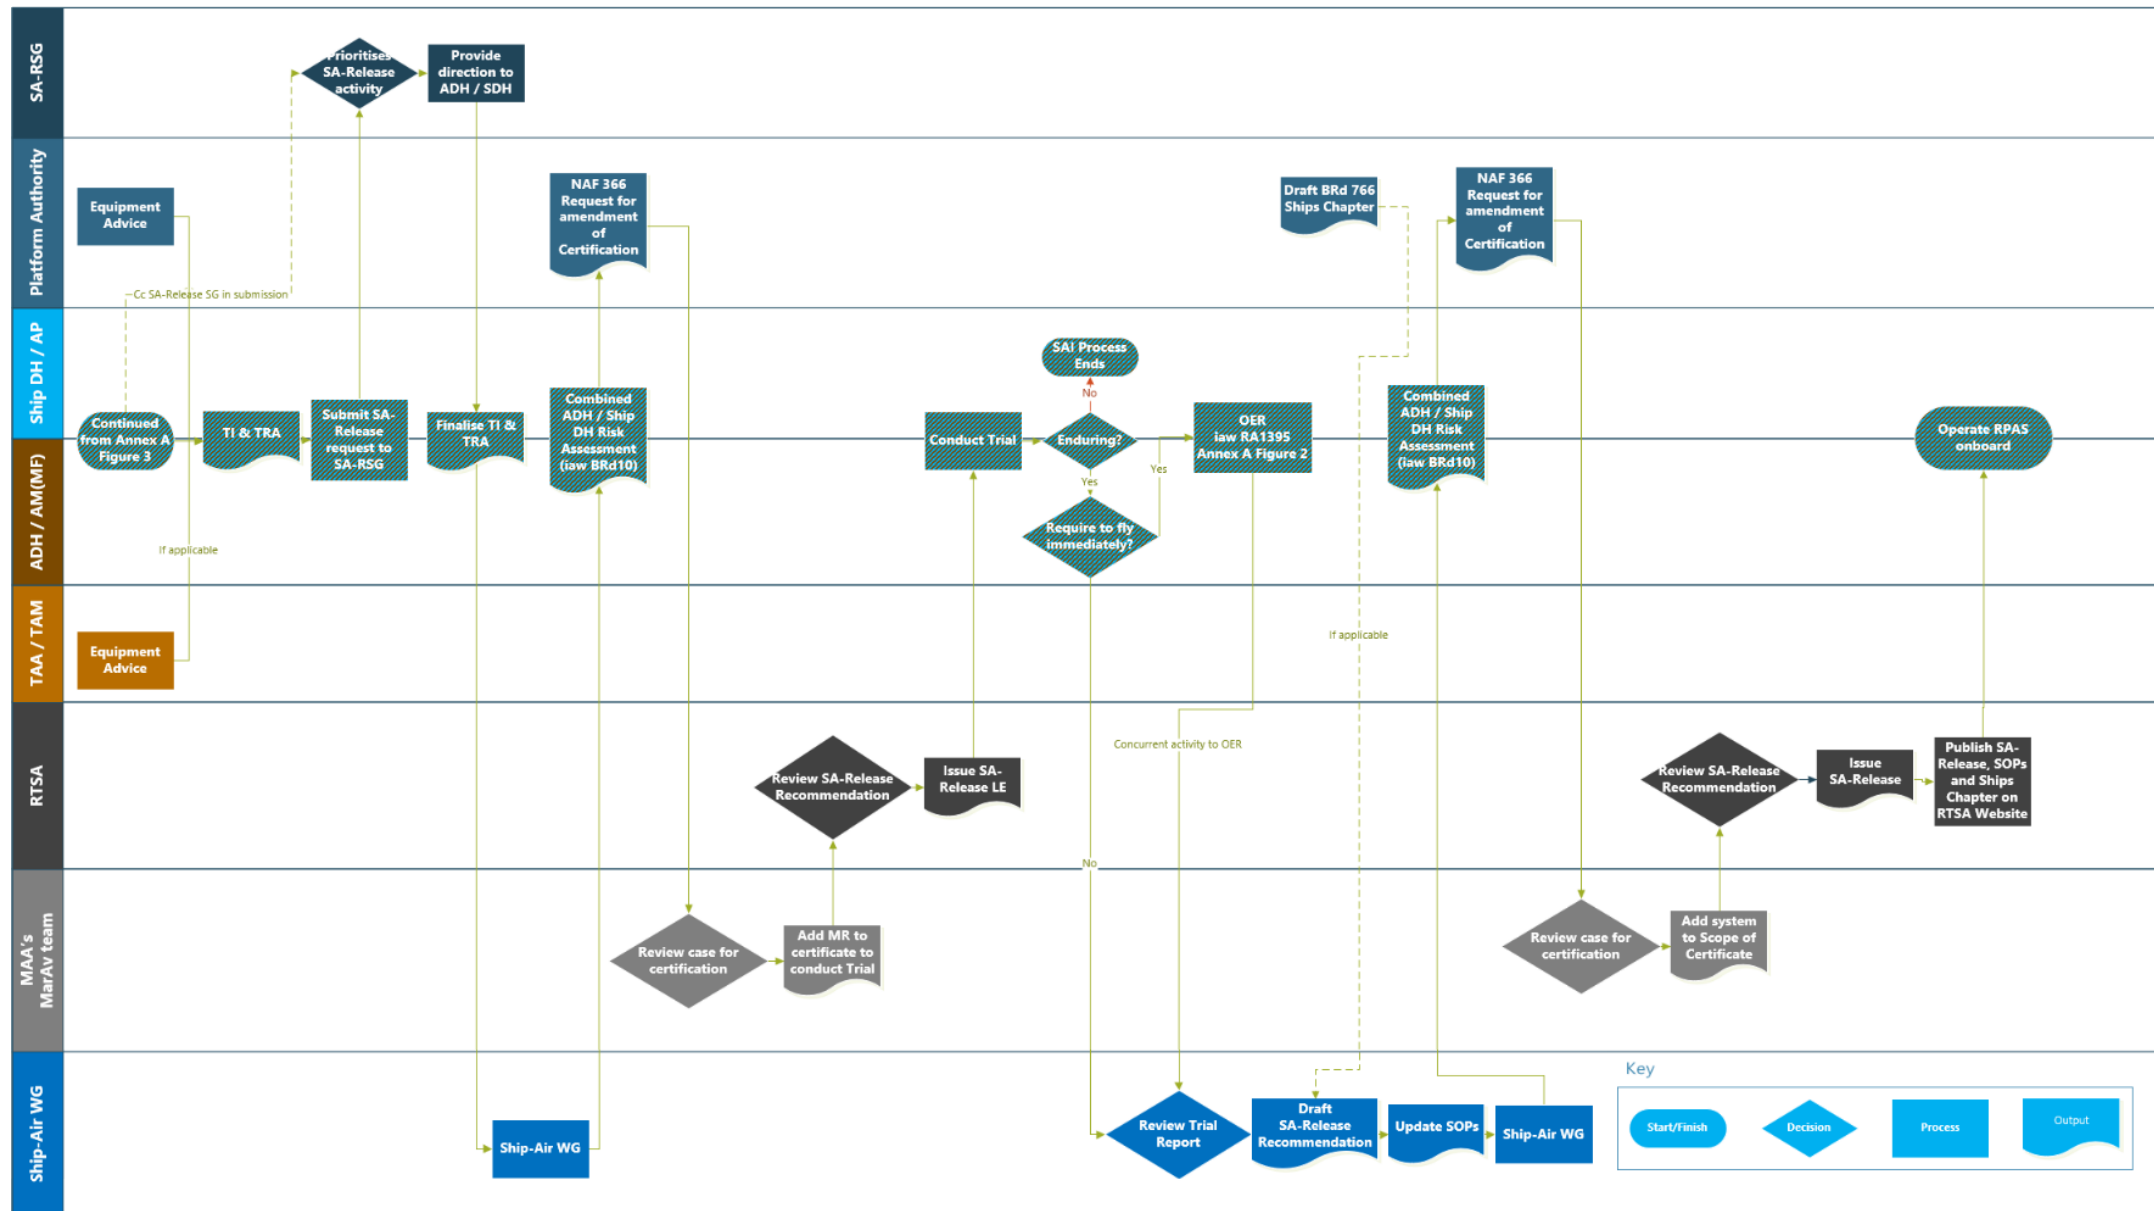 SA-RSG
Prioritises
SA-Release
activity
Provide
direction to
ADH / SDH
Platform Authority
Equipment
Advice
NAF 366
Request for
amendment
of
Certification
Draft BRd 766
Ships Chapter
NAF 366
Request for
amendment
of
Certification
Cc SA-Release SG in submission
Ship DH / AP
SAI Process
Ends
No
Continued
from Annex A
Figure 3
TI & TRA
Submit SA-
Release
request to
SA-RSG
Finalise TI &
TRA
Combined
ADH / Ship
DH Risk
Assessment
(iaw BRd10)
Conduct Trial
Enduring?
Yes
Yes
OER
iaw RA1395
Annex A Figure 2
Combined
ADH / Ship
DH Risk
Assessment
(iaw BRd10)
Operate RPAS
onboard
ADH / AM(MF)
Require to fly
immediately?
If applicable
TAA / TAM
Equipment
Advice
If applicable
RTSA
Concurrent activity to OER
Review SA-Release
Recommendation
Issue SA-
Release LE
No
Review SA-Release
Recommendation
Issue
SA-Release
Publish SA-
Release, SOPs
and Ships
Chapter on
RTSA Website
MAA's
MarAv team
Review case for
certification
Add MR to
certificate to
conduct Trial
Review case for
certification
Add system
to Scope of
Certificate
Ship-Air WG
Ship-Air WG
Review Trial
Report
Draft
SA-Release
Recommendation
Update SOPs
Ship-Air WG
Key
Start/Finish
Decision
Process
Output